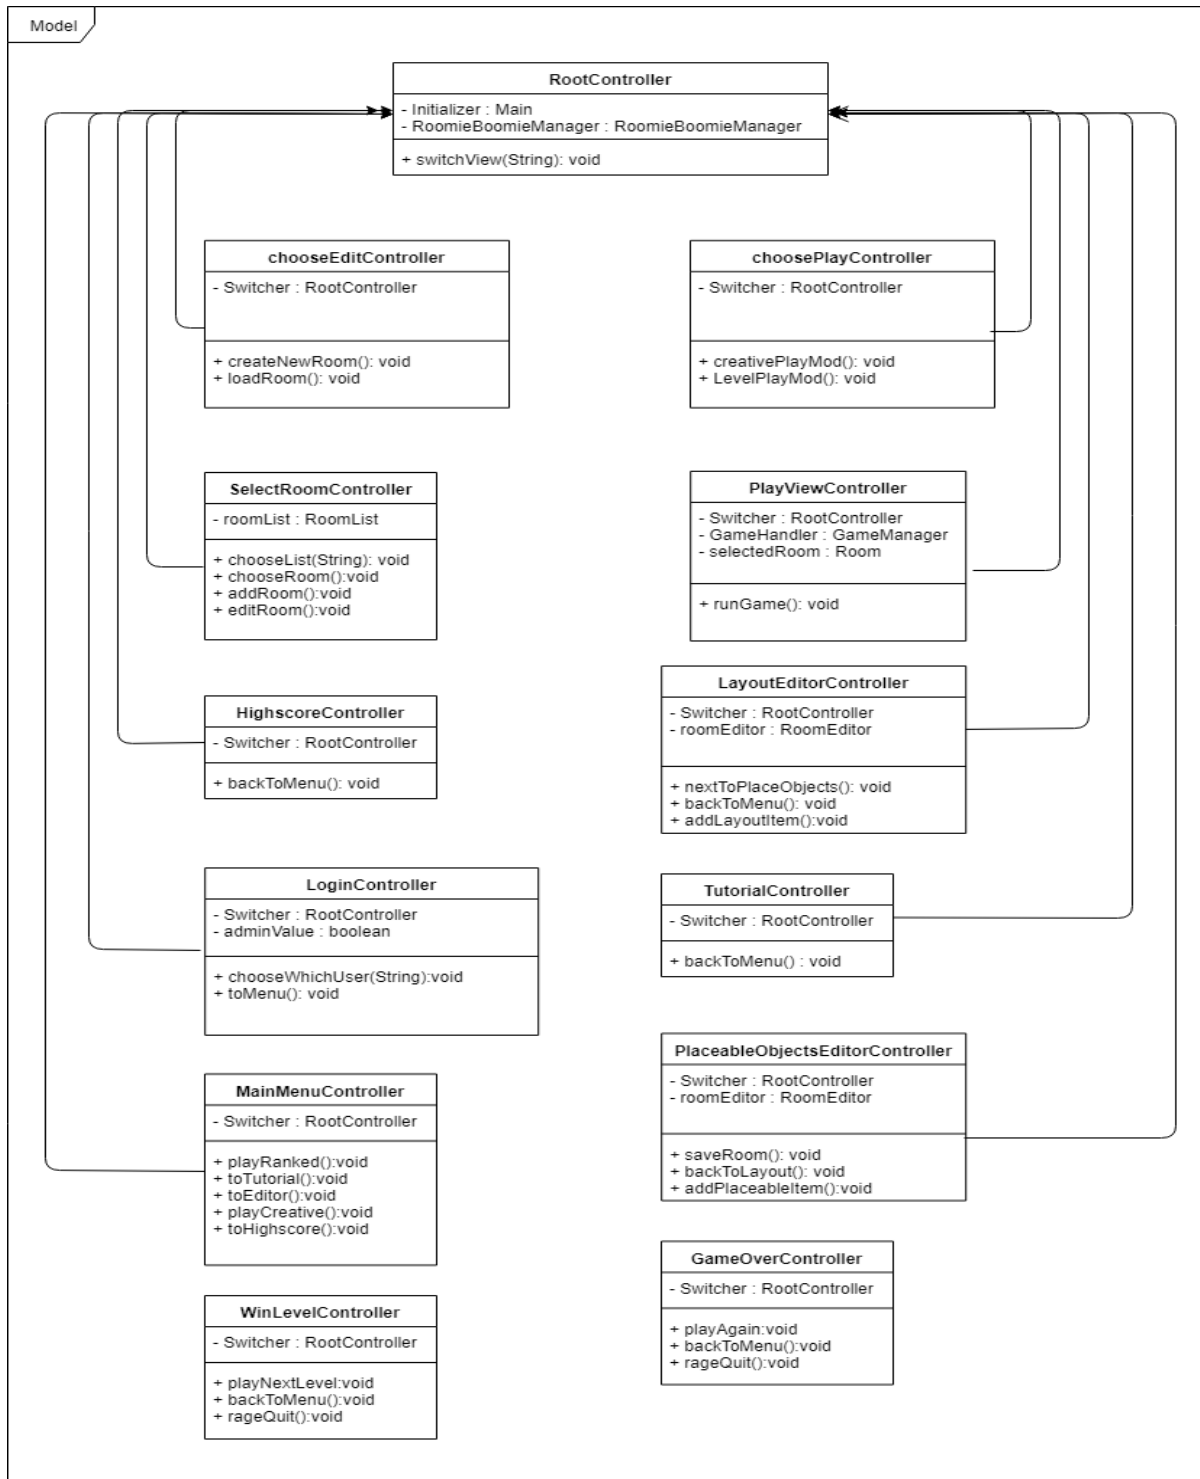 Model
RootController
- Initializer : Main
- RoomieBoomieManager : RoomieBoomieManager
+ switchView(String): void
chooseEditController
- Switcher : RootController
+ createNewRoom(): void
+ loadRoom(): void
choosePlayController
- Switcher : RootController
+ creativePlayMod(): void
+ LevelPlayMod(): void
SelectRoomController
- roomList : RoomList
+ chooseList(String): void
+ chooseRoom():void
+ addRoom():void
+ editRoom():void
PlayViewController
- Switcher : RootController
- GameHandler : GameManager
- selectedRoom : Room
+ runGame(): void
HighscoreController
- Switcher : RootController
+ backToMenu(): void
LayoutEditorController
- Switcher : RootController
- roomEditor : RoomEditor
+ nextToPlaceObjects(): void
+ backToMenu(): void
+ addLayoutItem():void
LoginController
- Switcher : RootController
- adminValue : boolean
+ chooseWhichUser(String):void
+ toMenu(): void
TutorialController
- Switcher : RootController
+ backToMenu() : void
MainMenuController
- Switcher : RootController
+ playRanked():void
+ toTutorial():void
+ toEditor():void
+ playCreative():void
+ toHighscore():void
PlaceableObjectsEditorController
- Switcher : RootController
- roomEditor : RoomEditor
+ saveRoom(): void
+ backToLayout(): void
+ addPlaceableItem():void
WinLevelController
- Switcher : RootController
+ playNextLevel:void
+ backToMenu():void
+ rageQuit():void
GameOverController
- Switcher : RootController
+ playAgain:void
+ backToMenu():void
+ rageQuit():void